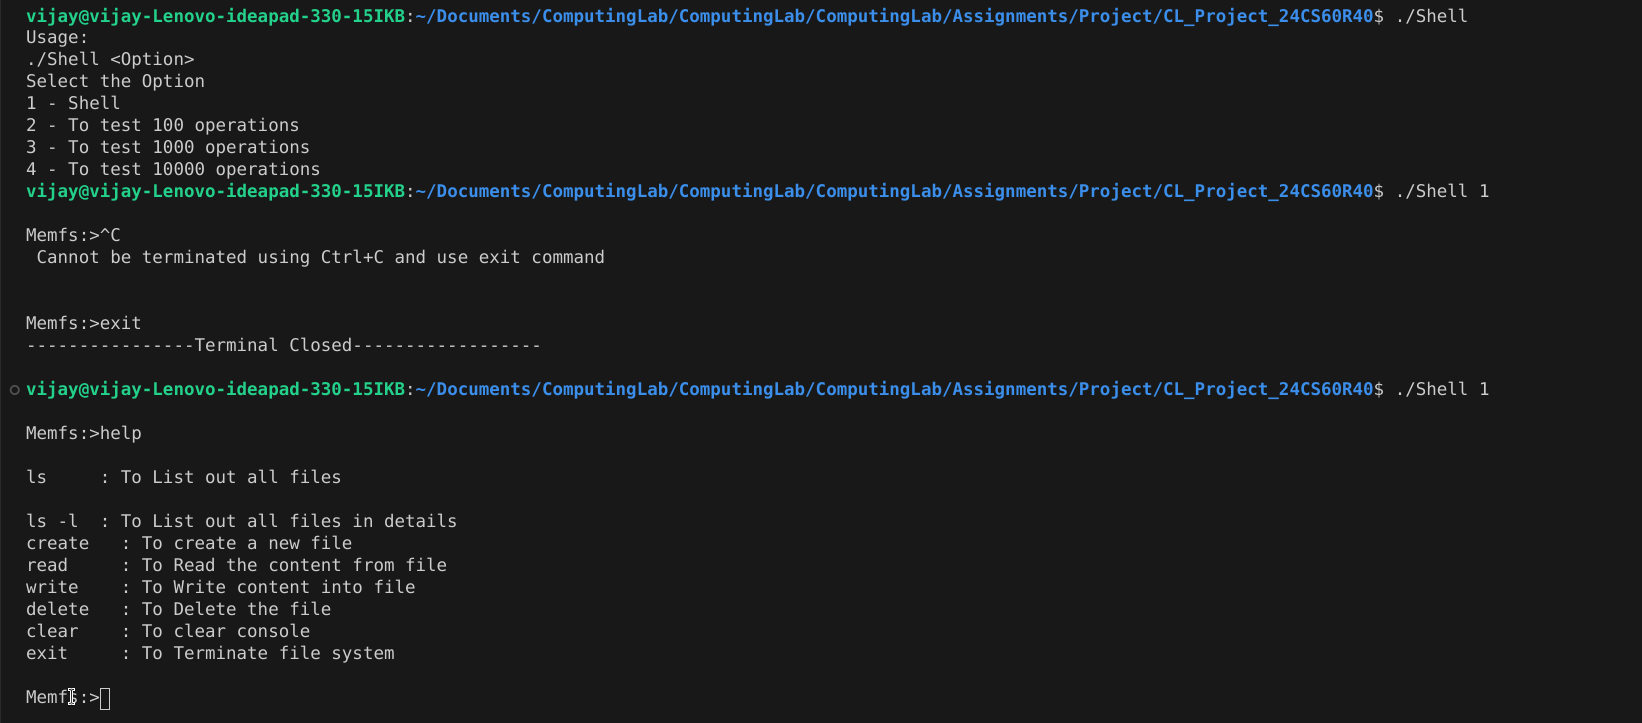 vijay@vijay-Lenovo-ideapad-330-15IKB:~/Documents/ComputingLab/ComputingLab/ComputingLab/Assignments/Project/CL_Project_24CS60R40$ ./Shell
Usage:
./Shell <Option>
Select the Option
1 - Shell
2 - To test 100 operations
3 - To test 1000 operations
4 - To test 10000 operations
vijay@vijay-Lenovo-ideapad-330-15IKB:~/Documents/ComputingLab/ComputingLab/ComputingLab/Assignments/Project/CL_Project_24CS60R40$ ./Shell 1
Memfs:>^C
 Cannot be terminated using Ctrl+C and use exit command
Memfs:>exit
----------------Terminal Closed------------------
vijay@vijay-Lenovo-ideapad-330-15IKB:~/Documents/ComputingLab/ComputingLab/ComputingLab/Assignments/Project/CL_Project_24CS60R40$ ./Shell 1
Memfs:>help
ls     : To List out all files
ls -l  : To List out all files in details
create   : To create a new file
read     : To Read the content from file
write    : To Write content into file
delete   : To Delete the file
clear    : To clear console
exit     : To Terminate file system
Memfs:>